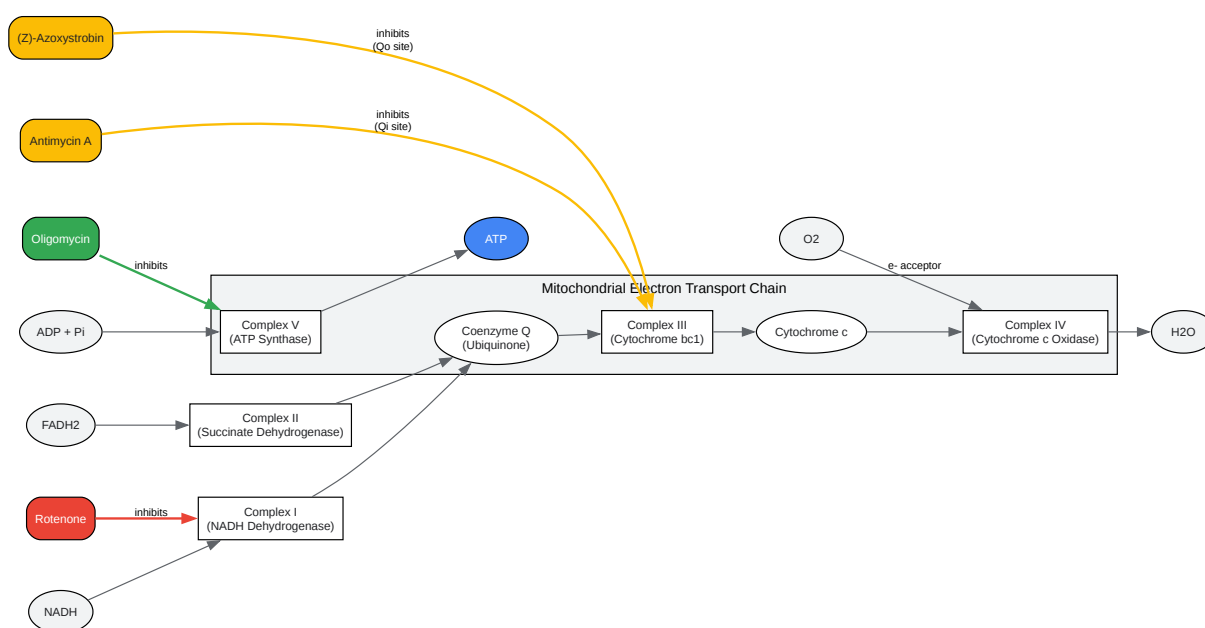 (Z)-Azoxystrobin
inhibits
(Qo site)
Antimycin A
inhibits
(Qi site)
Oligomycin
inhibits
ATP
O2
e- acceptor
Mitochondrial Electron Transport Chain
ADP + Pi
Complex V
(ATP Synthase)
Coenzyme Q
(Ubiquinone)
Complex III
(Cytochrome bc1)
Cytochrome c
Complex IV
(Cytochrome c Oxidase)
H2O
FADH2
Complex II
(Succinate Dehydrogenase)
Rotenone
inhibits
Complex I
(NADH Dehydrogenase)
NADH